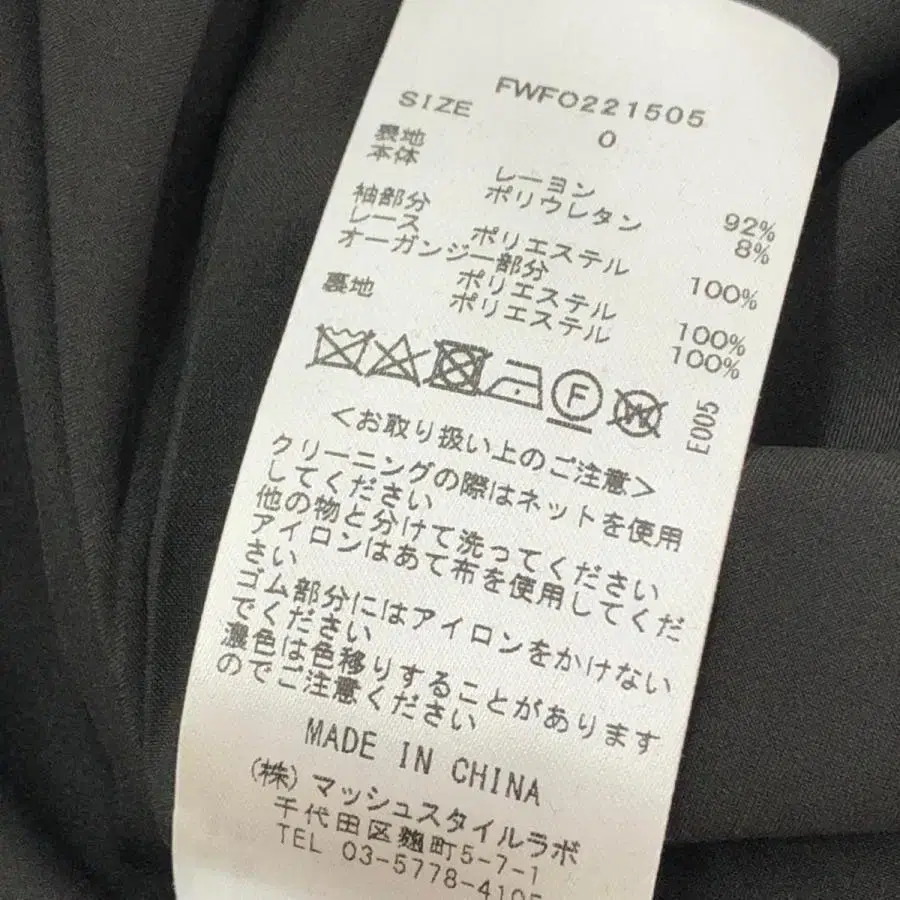 FWFO221505
SIZE 0
表地
本体
レーヨン 92%
ポリウレタン 8%
袖部分
レース
ポリエステル 100%
オーガンジー部分
ポリエステル 100%
裏地 ポリエステル 100%
F W
E005
<お取り扱い上のご注意>
クリーニングの際はネットを使用
してください
他の物と分けて洗ってください
アイロンはあて布を使用してくだ
さい
ゴム部分にはアイロンをかけない
でください
濃色は色移りすることがあります
のでご注意ください
MADE IN CHINA
(株)マッシュスタイルラボ
千代田区麹町5-7-1
TEL 03-5778-4105